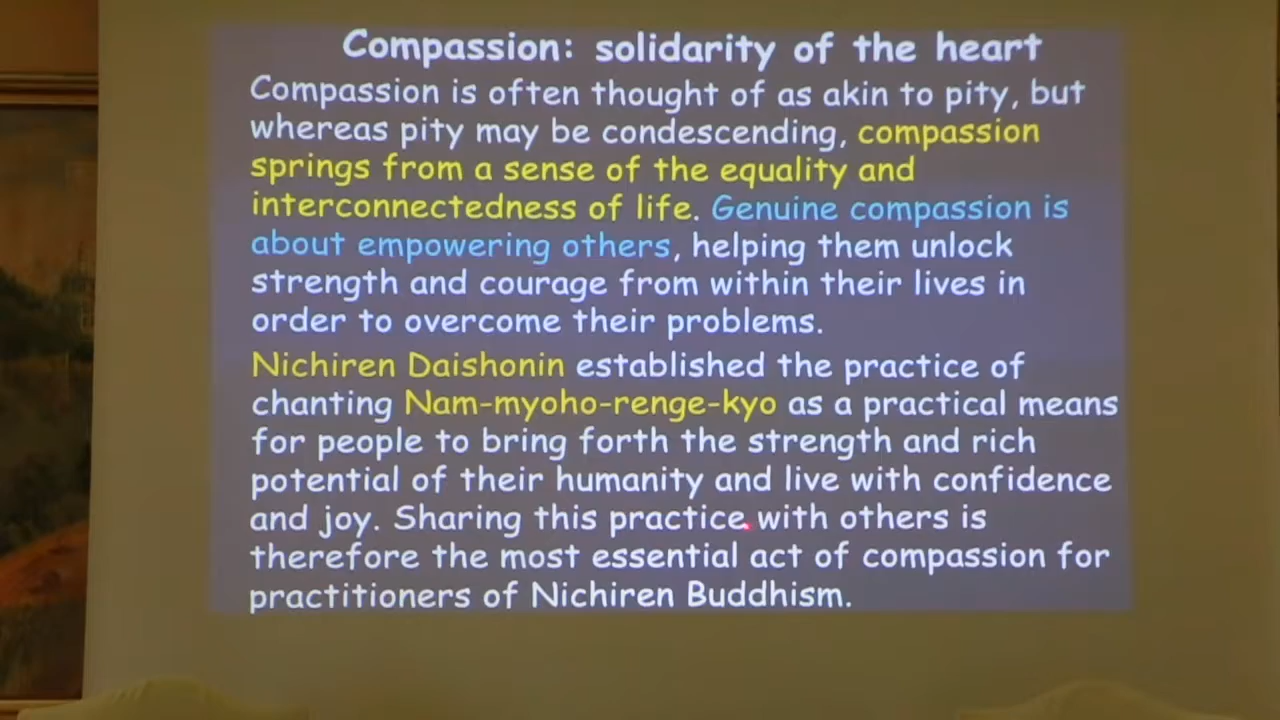 Compassion: solidarity of the heart
Compassion is often thought of as akin to pity, but
whereas pity may be condescending, compassion
springs from a sense of the equality and
interconnectedness of life. Genuine compassion is
about empowering others, helping them unlock
strength and courage from within their lives in
order to overcome their problems.
Nichiren Daishonin established the practice of
chanting Nam-myoho-renge-kyo as a practical means
for people to bring forth the strength and rich
potential of their humanity and live with confidence
and joy. Sharing this practice with others is
therefore the most essential act of compassion for
practitioners of Nichiren Buddhism.